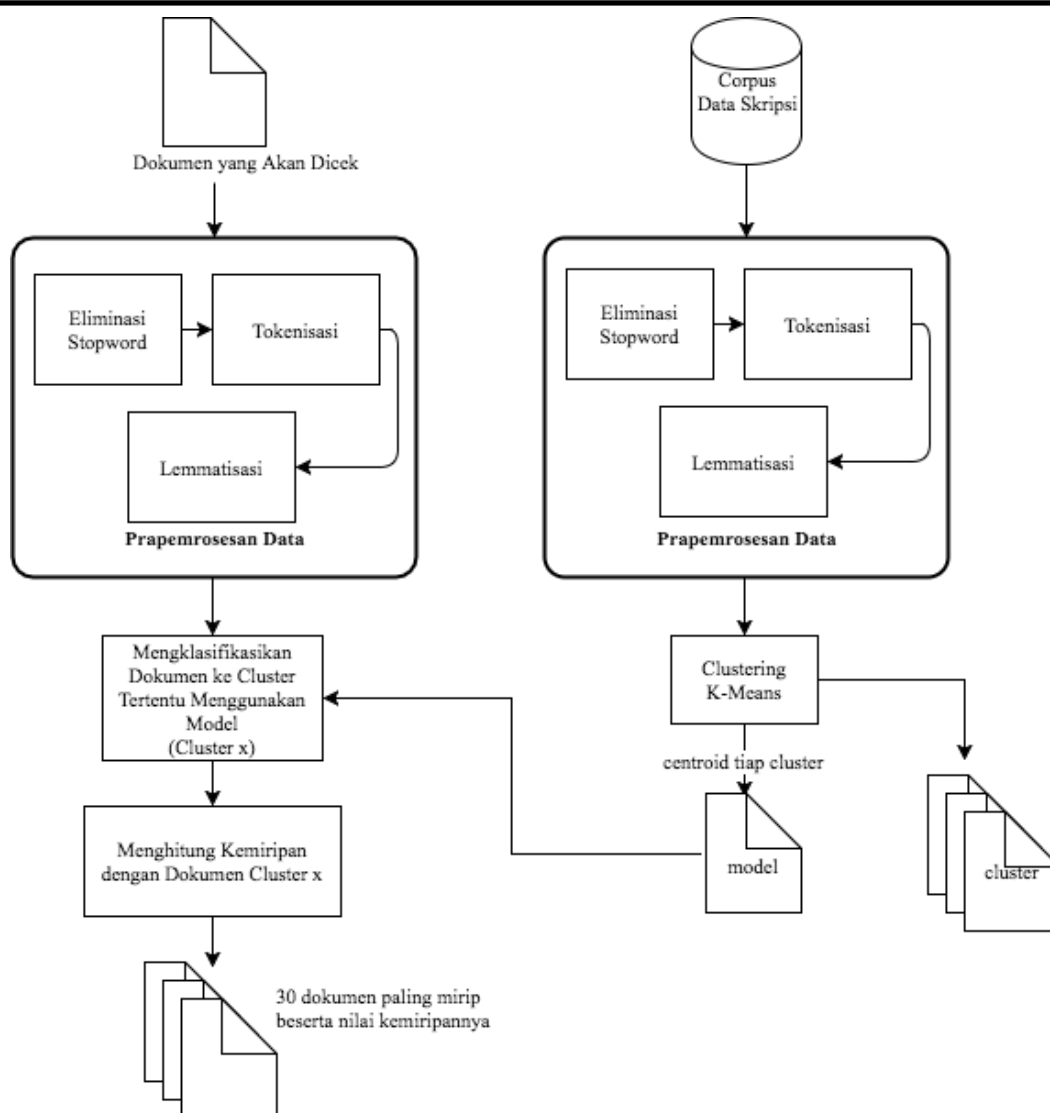 Dokumen yang Akan Dicek
Eliminasi
Stopword
Tokenisasi
Lemmatisasi
Prapemrosesan Data
Mengklasifikasikan
Dokumen ke Cluster
Tertentu Menggunakan
Model
(Cluster x)
Menghitung Kemiripan
dengan Dokumen Cluster x
30 dokumen paling mirip
beserta nilai kemiripannya
Corpus
Data Skripsi
Eliminasi
Stopword
Tokenisasi
Lemmatisasi
Prapemrosesan Data
Clustering
K-Means
centroid tiap cluster
model
cluster